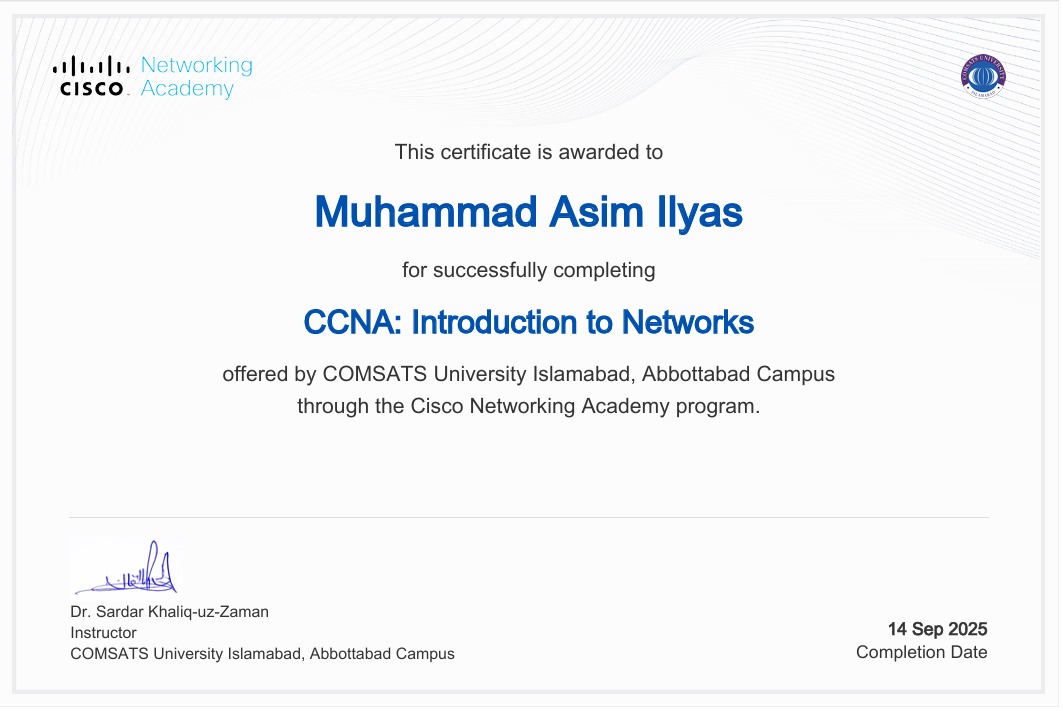 CISCO Networking Academy
COMSATS UNIVERSITY
ISLAMABAD
This certificate is awarded to
Muhammad Asim Ilyas
for successfully completing
CCNA: Introduction to Networks
offered by COMSATS University Islamabad, Abbottabad Campus
through the Cisco Networking Academy program.
Dr. Sardar Khaliq-uz-Zaman
Instructor
COMSATS University Islamabad, Abbottabad Campus
14 Sep 2025
Completion Date